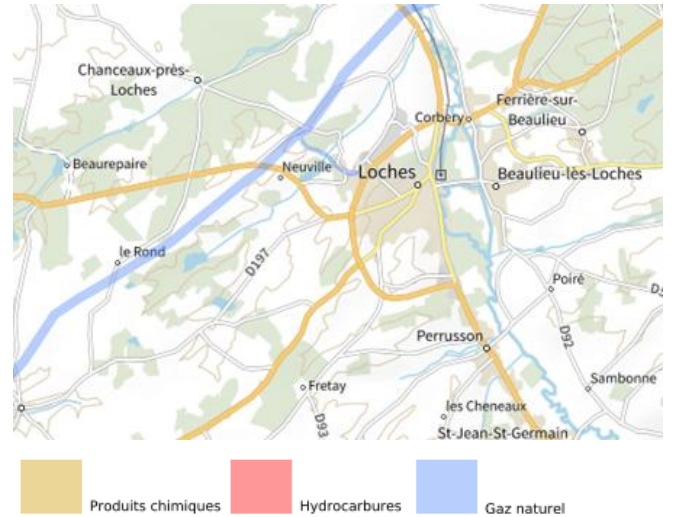 Chanceaux-près-
Loches
Corbery
Ferrière-sur-
Beaulieu
Beaurepaire
Neuville
Loches
Beaulieu-lès-Loches
le Rond
D197
Poiré
D92
Perrusson
Sambonne
Fretay
D93
les Cheneaux
St-Jean-St-Germain
Produits chimiques
Hydrocarbures
Gaz naturel